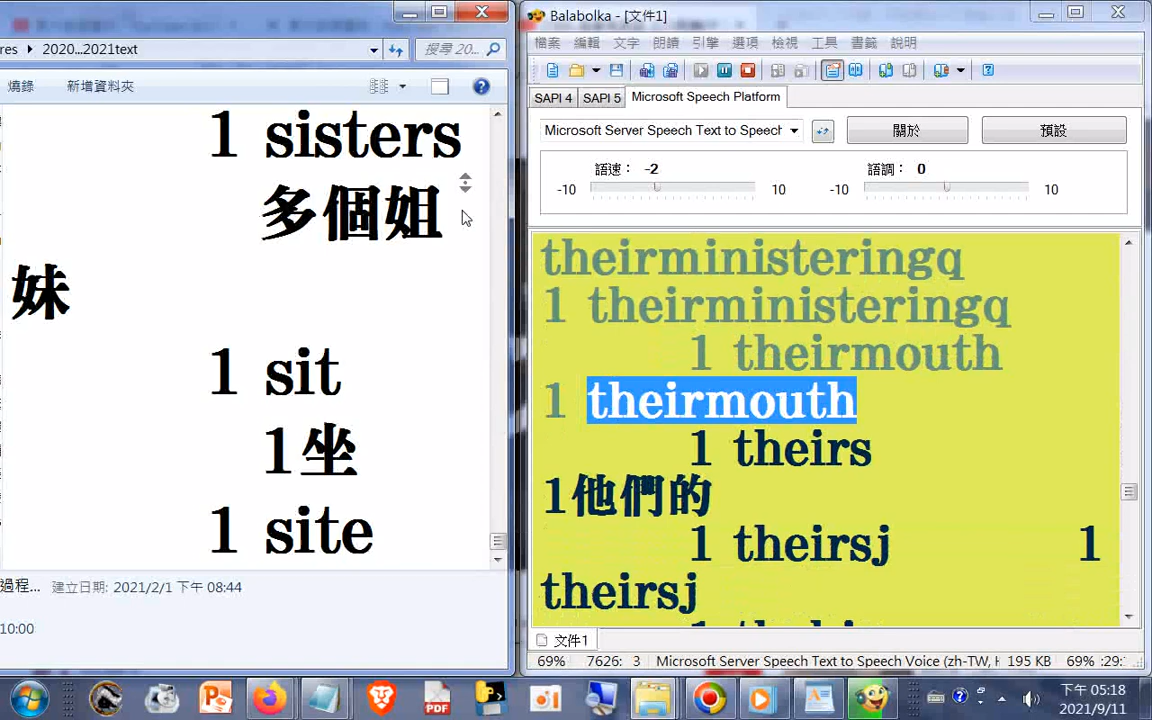 res ▸ 2020...2021text
搜尋 20...
燒錄
新增資料夾
1 sisters
多個姐
妹
1 sit
1坐
1 site
過程... 建立日期: 2021/2/1 下午 08:44
10:00
Balabolka - [文件1]
檔案 編輯 文字 朗讀 引擎 選項 檢視 工具 書籤 說明
SAPI 4 SAPI 5 Microsoft Speech Platform
Microsoft Server Speech Text to Speech
關於
預設
語速： -2
語調： 0
-10 10 -10 10
theirministeringq
1 theirministeringq
1 theirmouth
1 theirmouth
1 theirs
1他們的
1 theirsj 1
theirsj
文件1
69% 7626: 3 Microsoft Server Speech Text to Speech Voice (zh-TW, H 195 KB 69% :29:
PDF
下午 05:18
2021/9/11